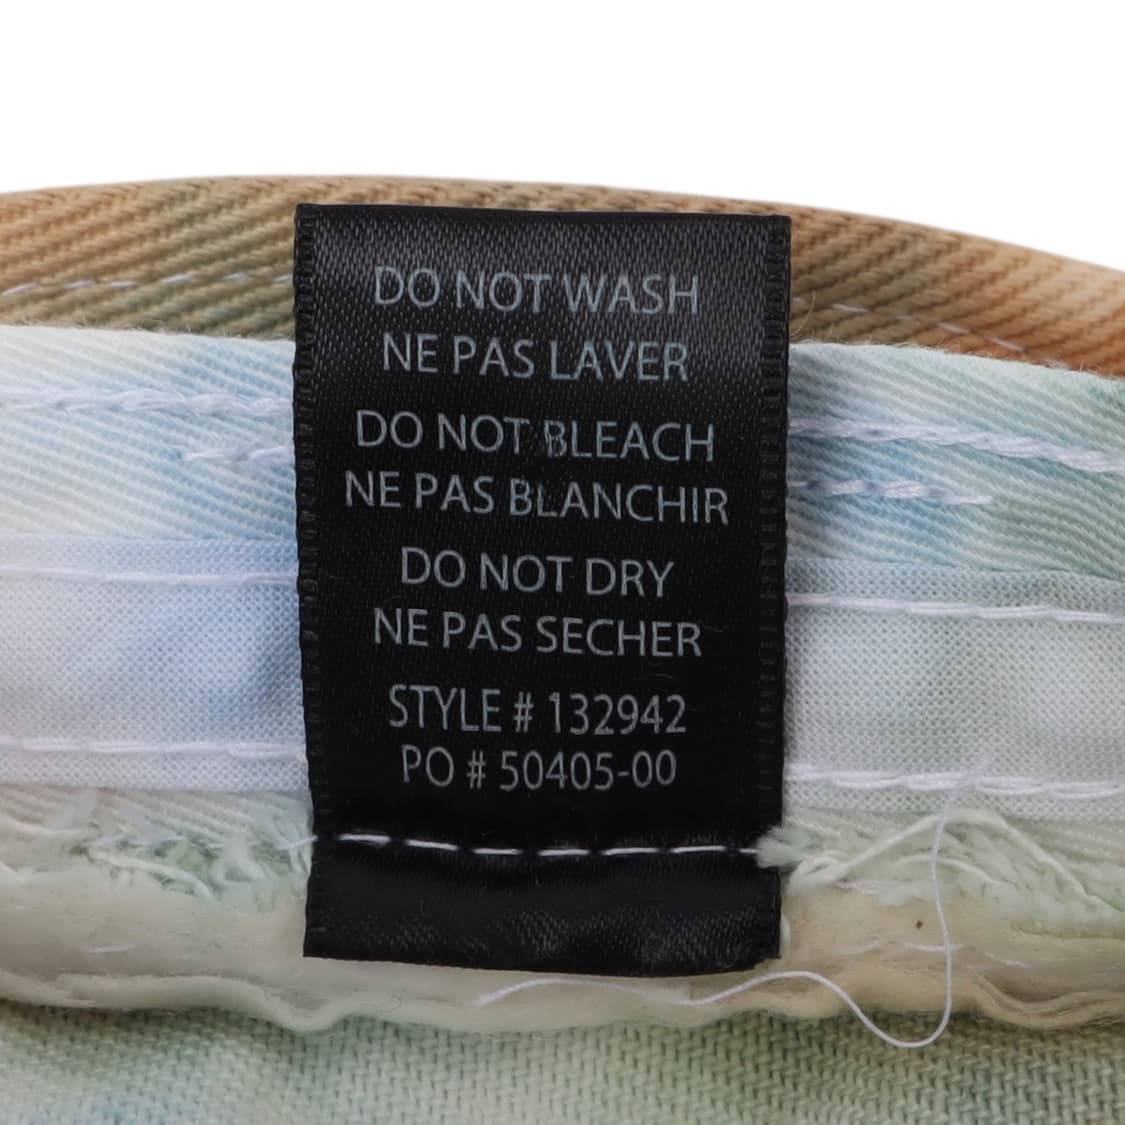 DO NOT WASH
NE PAS LAVER
DO NOT BLEACH
NE PAS BLANCHIR
DO NOT DRY
NE PAS SECHER
STYLE # 132942
PO # 50405-00